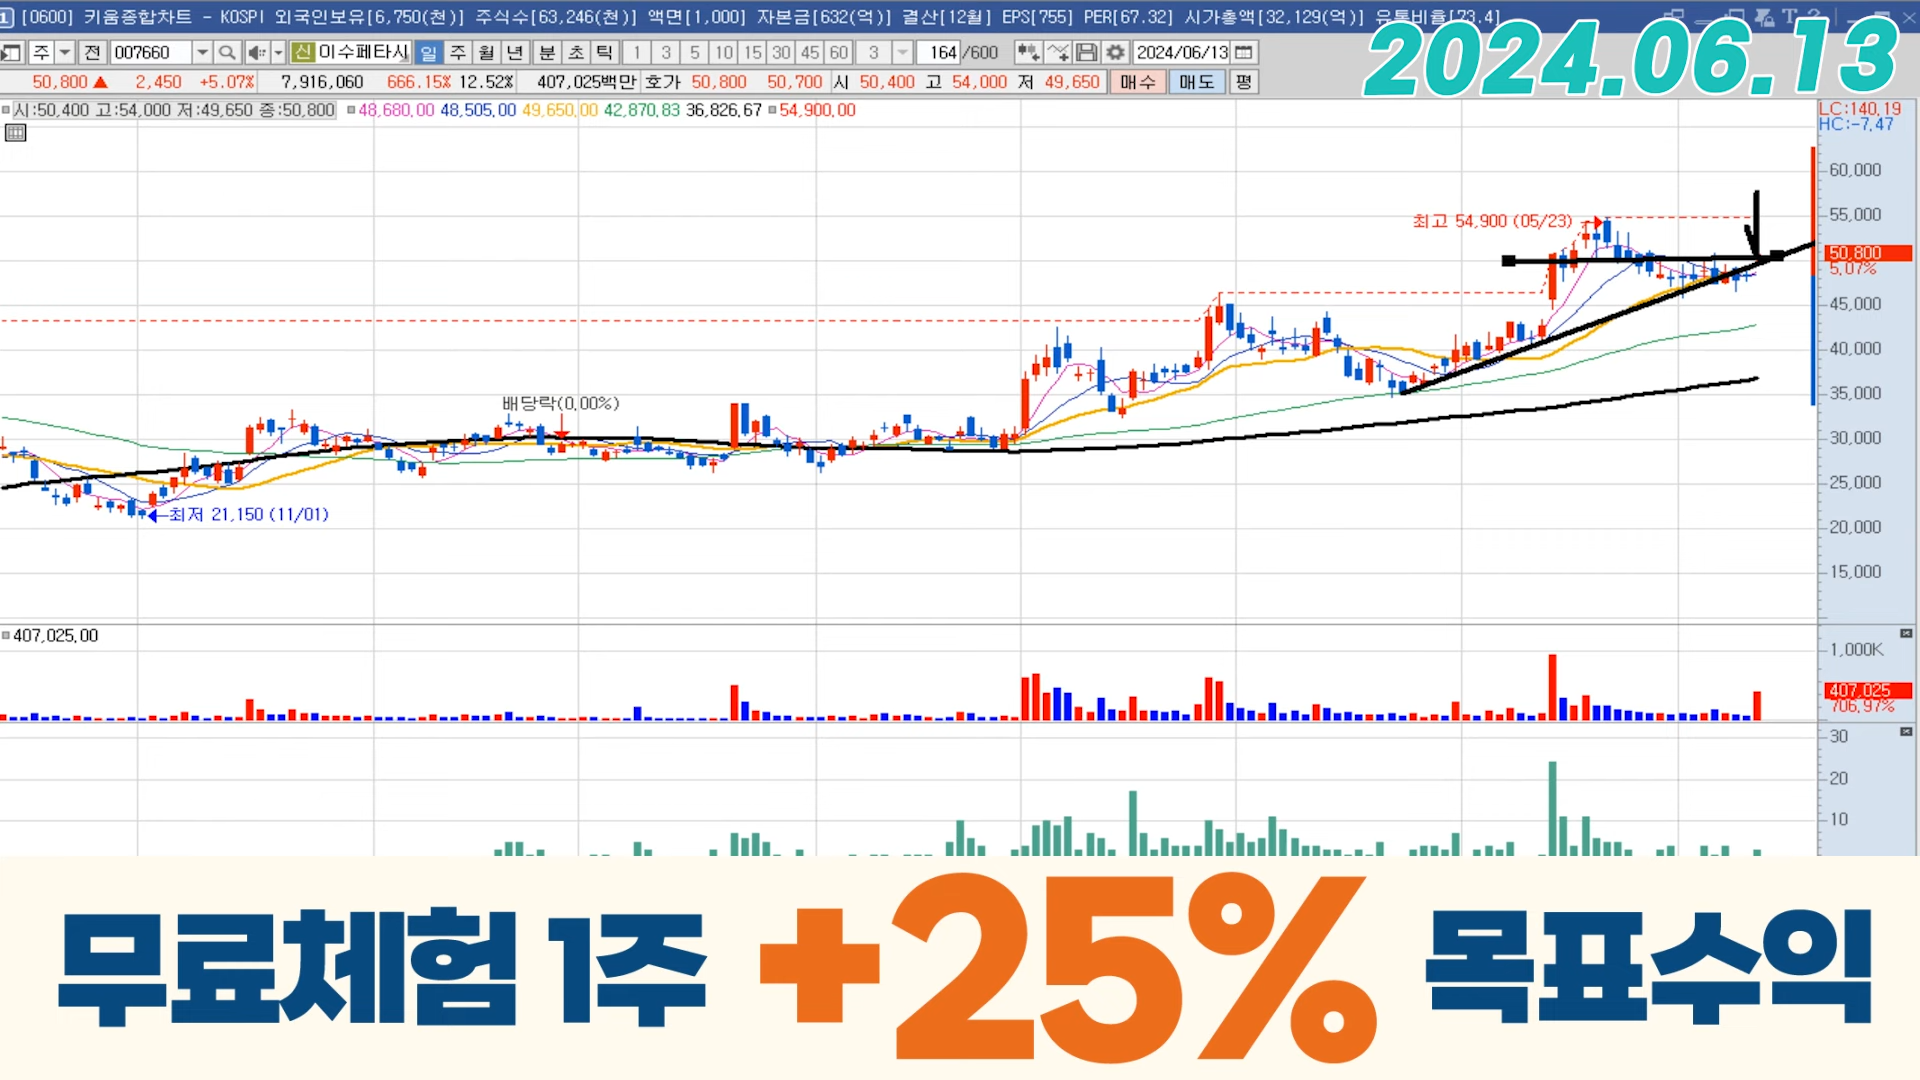 [0600] 키움종합차트 - KOSPI 외국인보유[6,750(천)] 주식수[63,246(천)] 액면[1,000] 자본금[632(억)] 결산[12월] EPS[755] PER[67.32] 시가총액[32,129(억)] 유통비율[73.4]
2024.06.13
주 전 007660 신 미수페타시 일 주 월 년 분 초 틱 1 3 5 10 15 30 45 60 3 164 /600 2024/06/13
50,800 ▲ 2,450 +5.07% 7,916,060 666.15% 12.52% 407,025백만 호가 50,800 50,700 시 50,400 고 54,000 저 49,650 매수 매도 평
시:50,400 고:54,000 저:49,650 종:50,800 48,680.00 48,505.00 49,650.00 42,870.83 36,826.67 54,900.00
LC:140.19
HC:-7.47
60,000
최고 54,900 (05/23)
55,000
50,800
5.07%
45,000
40,000
35,000
배당락(0.00%)
30,000
25,000
최저 21,150 (11/01)
20,000
15,000
407,025.00
1,000K
407,025
706.97%
30
20
10
무료체험 1주 +25% 목표수익